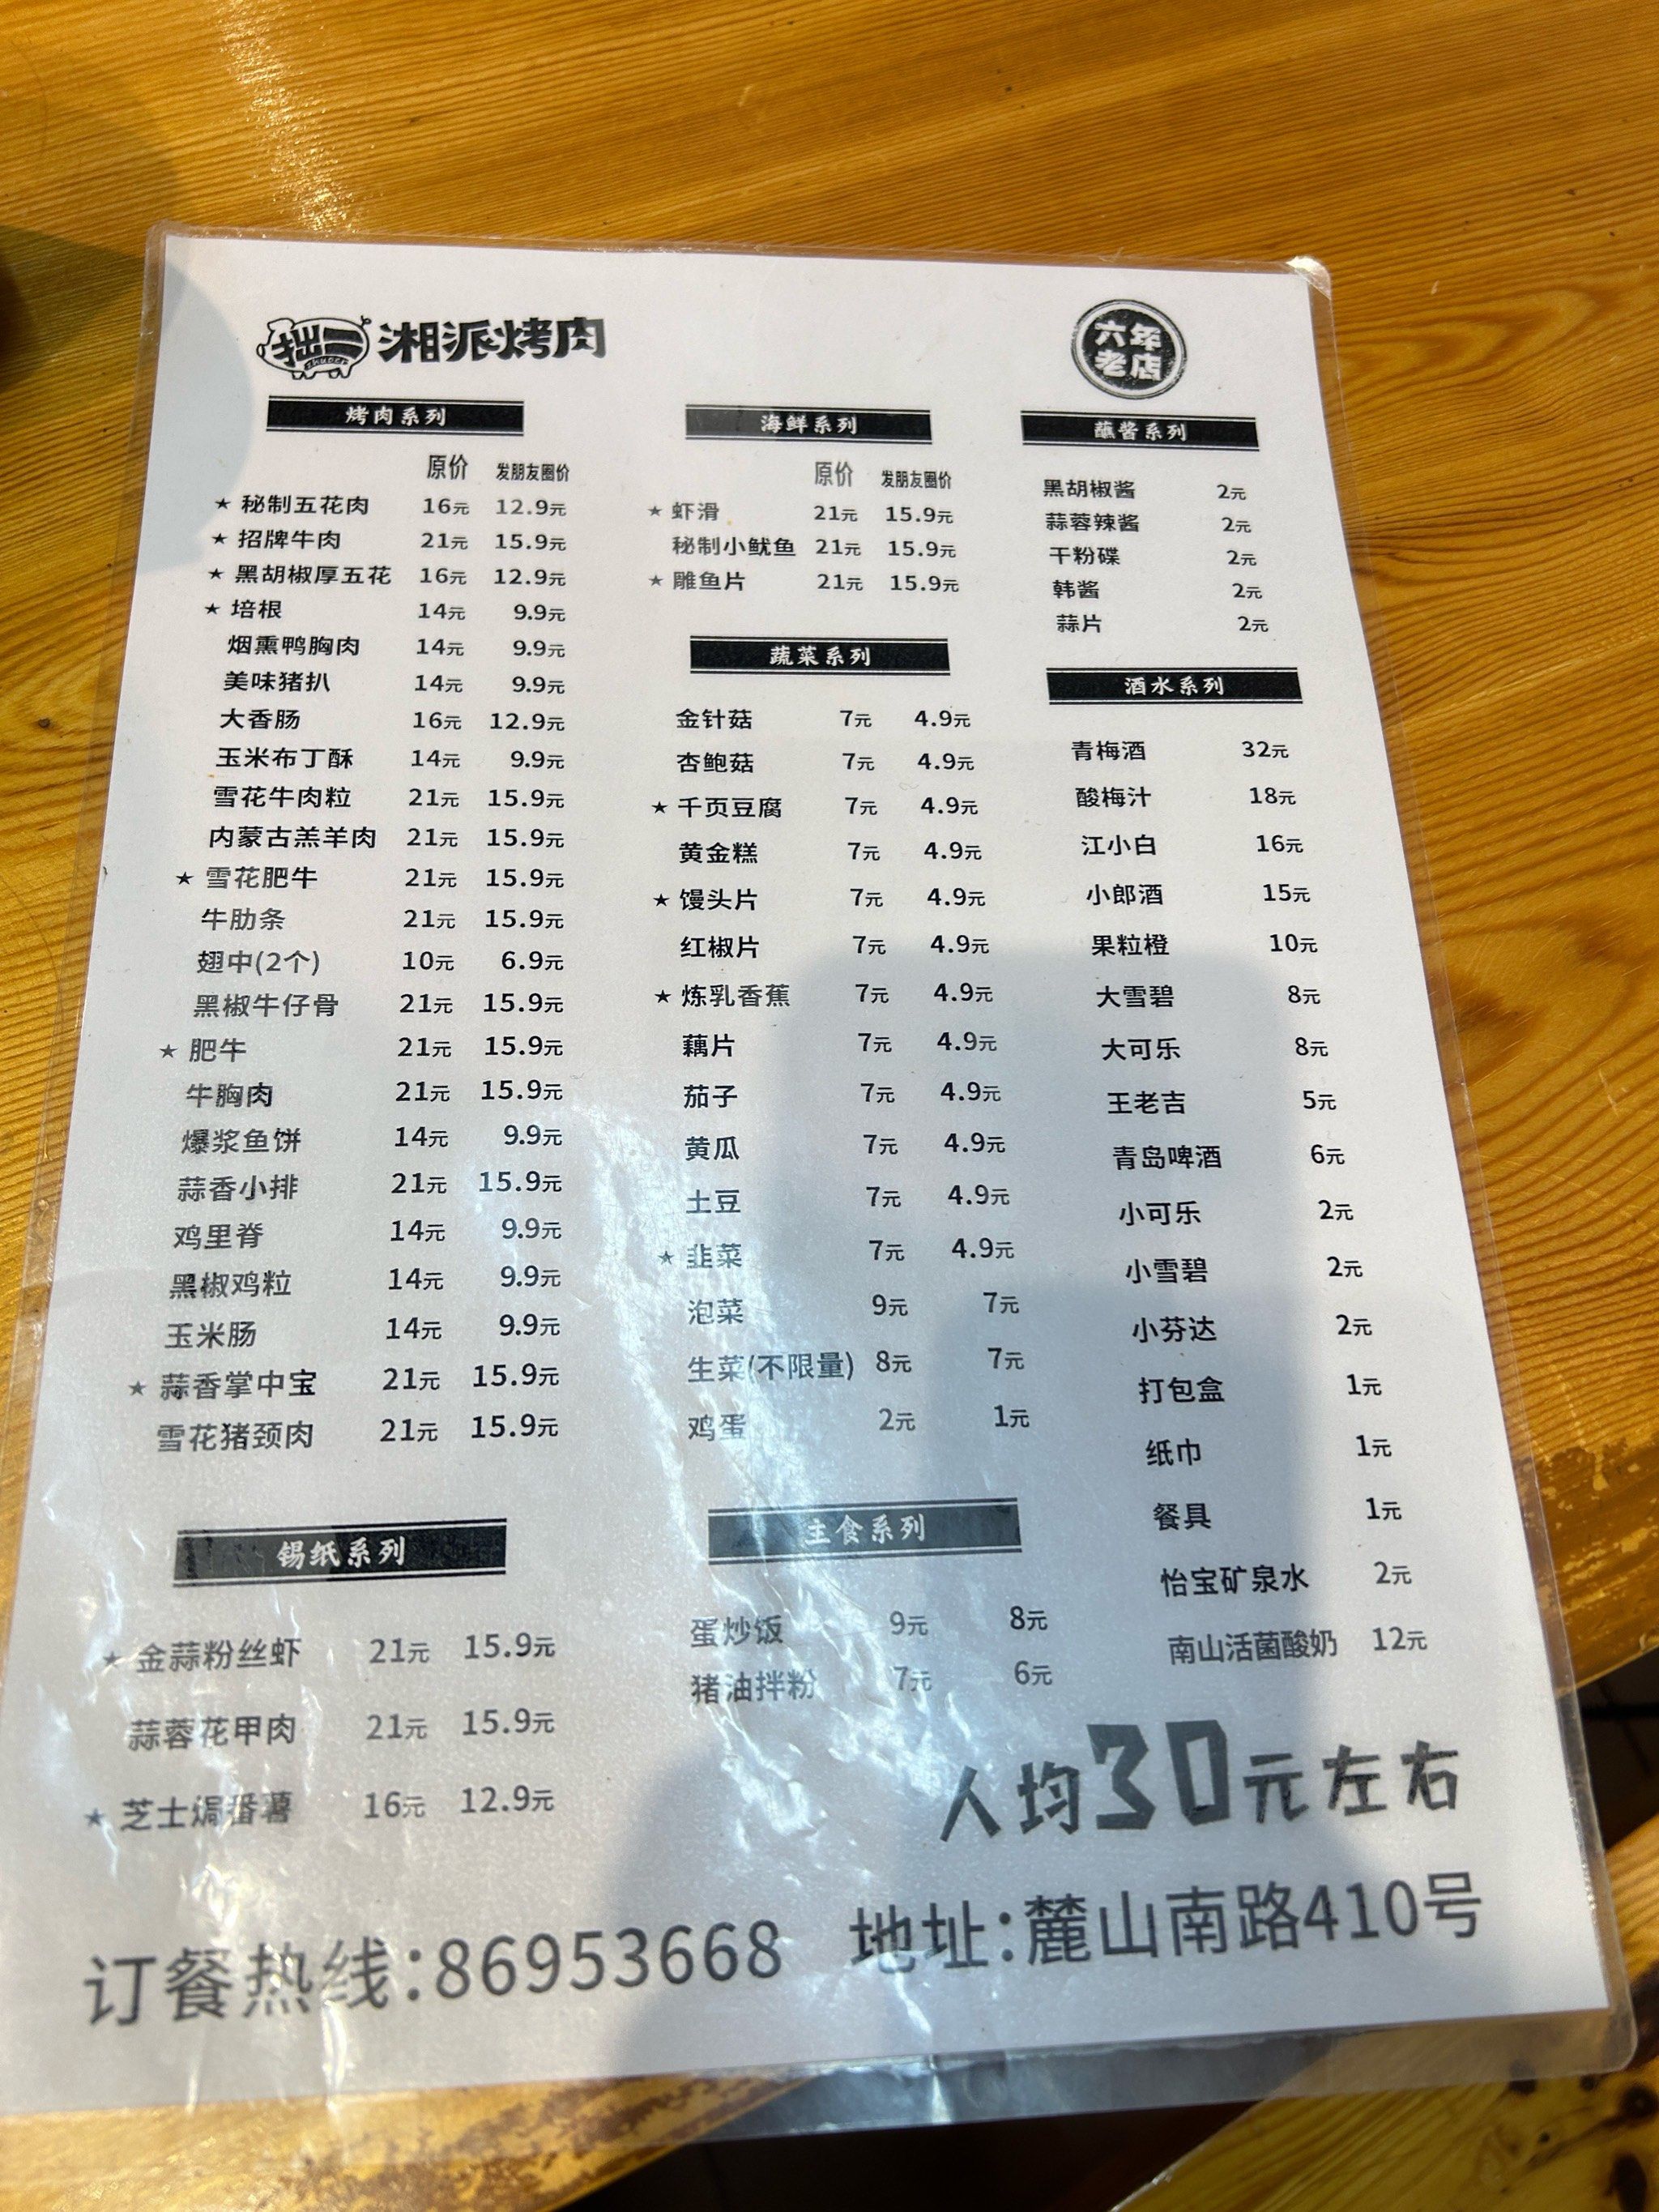 拙二 湘派烤肉
chuer
六年
老店
烤肉系列
原价 发朋友圈价
★ 秘制五花肉 16元 12.9元
★ 招牌牛肉 21元 15.9元
★ 黑胡椒厚五花 16元 12.9元
★ 培根 14元 9.9元
烟熏鸭胸肉 14元 9.9元
美味猪扒 14元 9.9元
大香肠 16元 12.9元
玉米布丁酥 14元 9.9元
雪花牛肉粒 21元 15.9元
内蒙古羔羊肉 21元 15.9元
★ 雪花肥牛 21元 15.9元
牛肋条 21元 15.9元
翅中(2个) 10元 6.9元
黑椒牛仔骨 21元 15.9元
★ 肥牛 21元 15.9元
牛胸肉 21元 15.9元
爆浆鱼饼 14元 9.9元
蒜香小排 21元 15.9元
鸡里脊 14元 9.9元
黑椒鸡粒 14元 9.9元
玉米肠 14元 9.9元
★ 蒜香掌中宝 21元 15.9元
雪花猪颈肉 21元 15.9元
锡纸系列
★ 金蒜粉丝虾 21元 15.9元
蒜蓉花甲肉 21元 15.9元
★ 芝士焗番薯 16元 12.9元
海鲜系列
原价 发朋友圈价
★ 虾滑 21元 15.9元
秘制小鱿鱼 21元 15.9元
★ 雕鱼片 21元 15.9元
蔬菜系列
金针菇 7元 4.9元
杏鲍菇 7元 4.9元
★ 千页豆腐 7元 4.9元
黄金糕 7元 4.9元
★ 馒头片 7元 4.9元
红椒片 7元 4.9元
★ 炼乳香蕉 7元 4.9元
藕片 7元 4.9元
茄子 7元 4.9元
黄瓜 7元 4.9元
土豆 7元 4.9元
★ 韭菜 7元 4.9元
泡菜 9元 7元
生菜(不限量) 8元 7元
鸡蛋 2元 1元
主食系列
蛋炒饭 9元 8元
猪油拌粉 7元 6元
蘸酱系列
黑胡椒酱 2元
蒜蓉辣酱 2元
干粉碟 2元
韩酱 2元
蒜片 2元
酒水系列
青梅酒 32元
酸梅汁 18元
江小白 16元
小郎酒 15元
果粒橙 10元
大雪碧 8元
大可乐 8元
王老吉 5元
青岛啤酒 6元
小可乐 2元
小雪碧 2元
小芬达 2元
打包盒 1元
纸巾 1元
餐具 1元
怡宝矿泉水 2元
南山活菌酸奶 12元
人均30元左右
订餐热线:86953668 地址:麓山南路410号